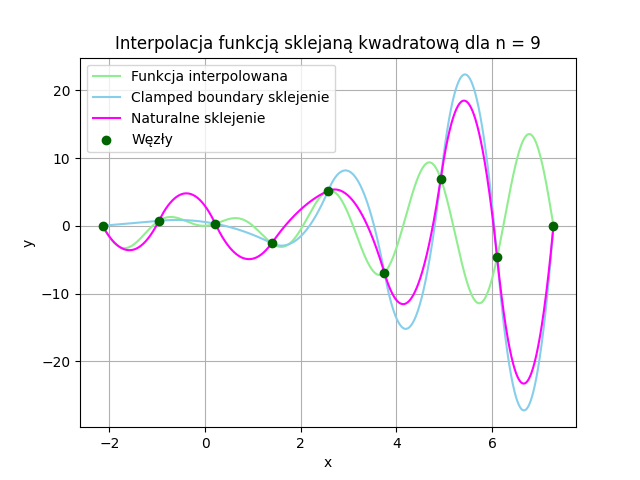 Interpolacja funkcją sklejaną kwadratową dla n = 9
Funkcja interpolowana
Clamped boundary sklejenie
Naturalne sklejenie
Węzły
20
10
0
−10
−20
y
−2
0
2
4
6
x